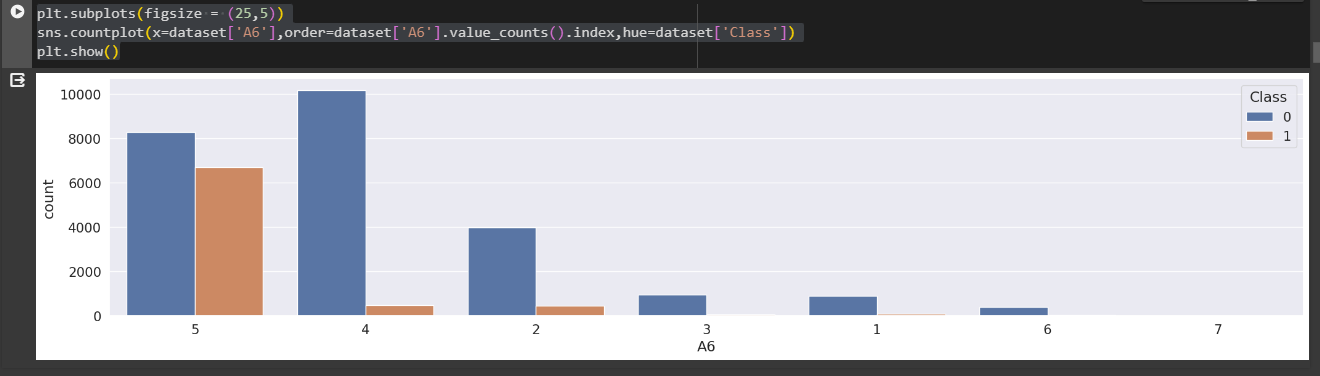 plt.subplots(figsize = (25,5))
sns.countplot(x=dataset['A6'],order=dataset['A6'].value_counts().index,hue=dataset['Class'])
plt.show()
Class
0
1
10000
8000
6000
4000
2000
0
count
5 4 2 3 1 6 7
A6